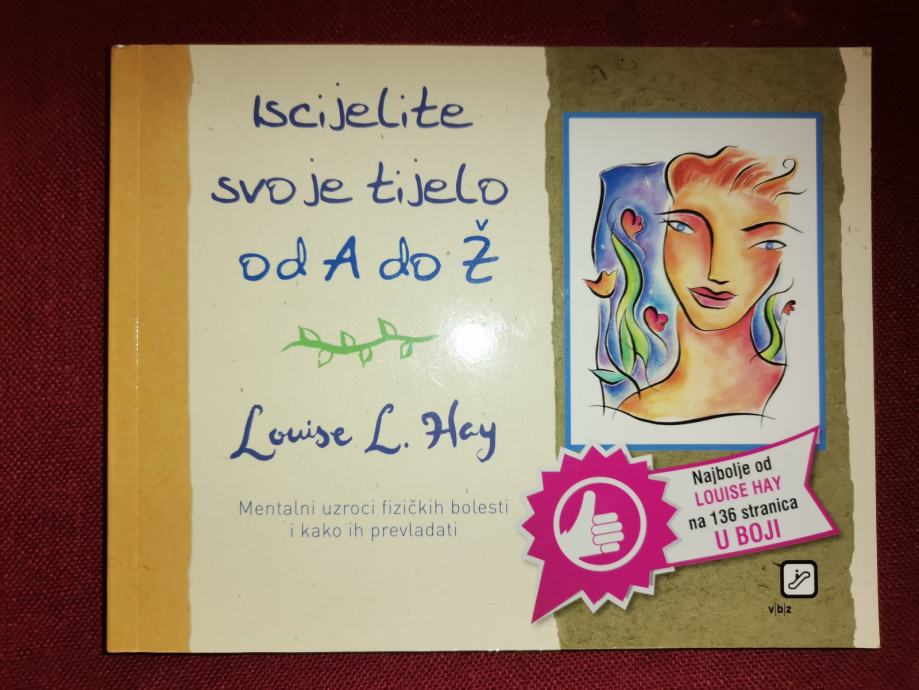 Iscijelite
svoje tijelo
od A do Ž
Louise L. Hay
Mentalni uzroci fizičkih bolesti
i kako ih prevladati
Najbolje od
LOUISE HAY
na 136 stranica
U BOJI
v|b|z